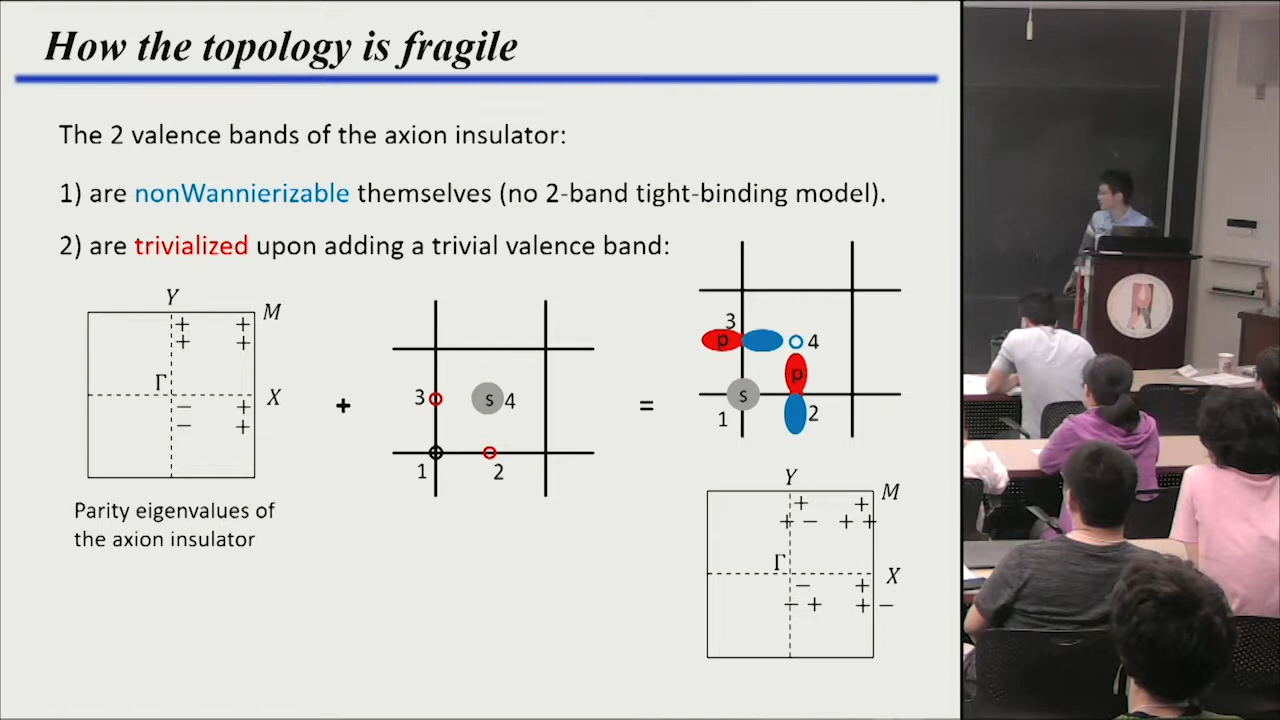 How the topology is fragile
The 2 valence bands of the axion insulator:
1) are nonWannierizable themselves (no 2-band tight-binding model).
2) are trivialized upon adding a trivial valence band:
Y
M
+ +
+ +
Γ
X
− +
− +
Parity eigenvalues of
the axion insulator
+
3
s 4
1
2
=
3
p
4
p
s
1
2
Y
M
+ +
+ − + +
Γ
X
− +
− + + −